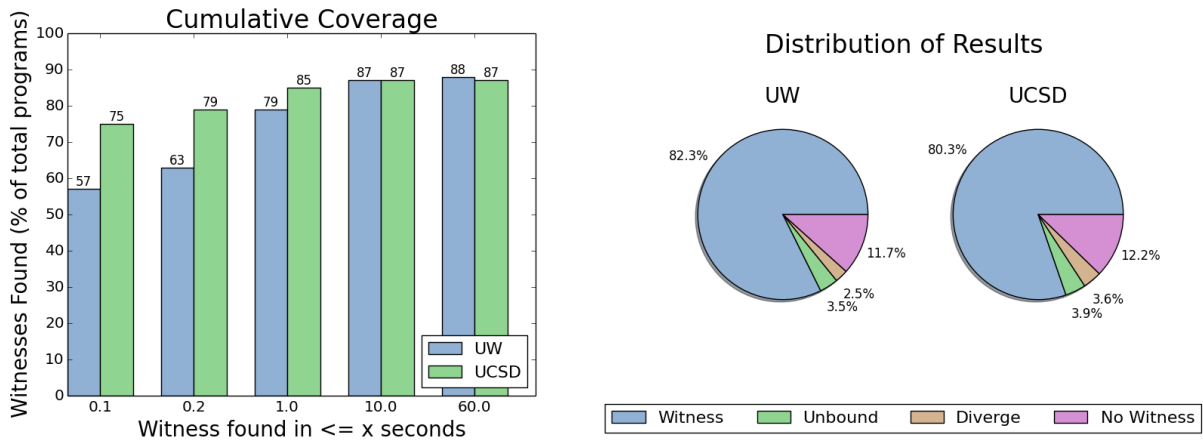 Cumulative Coverage
Witnesses Found (% of total programs)
100
90
80
70
60
50
40
30
20
10
0
57
75
63
79
79
85
87
87
88
87
UW
UCSD
0.1
0.2
1.0
10.0
60.0
Witness found in <= x seconds
Distribution of Results
UW
82.3%
11.7%
2.5%
3.5%
UCSD
80.3%
12.2%
3.6%
3.9%
Witness
Unbound
Diverge
No Witness